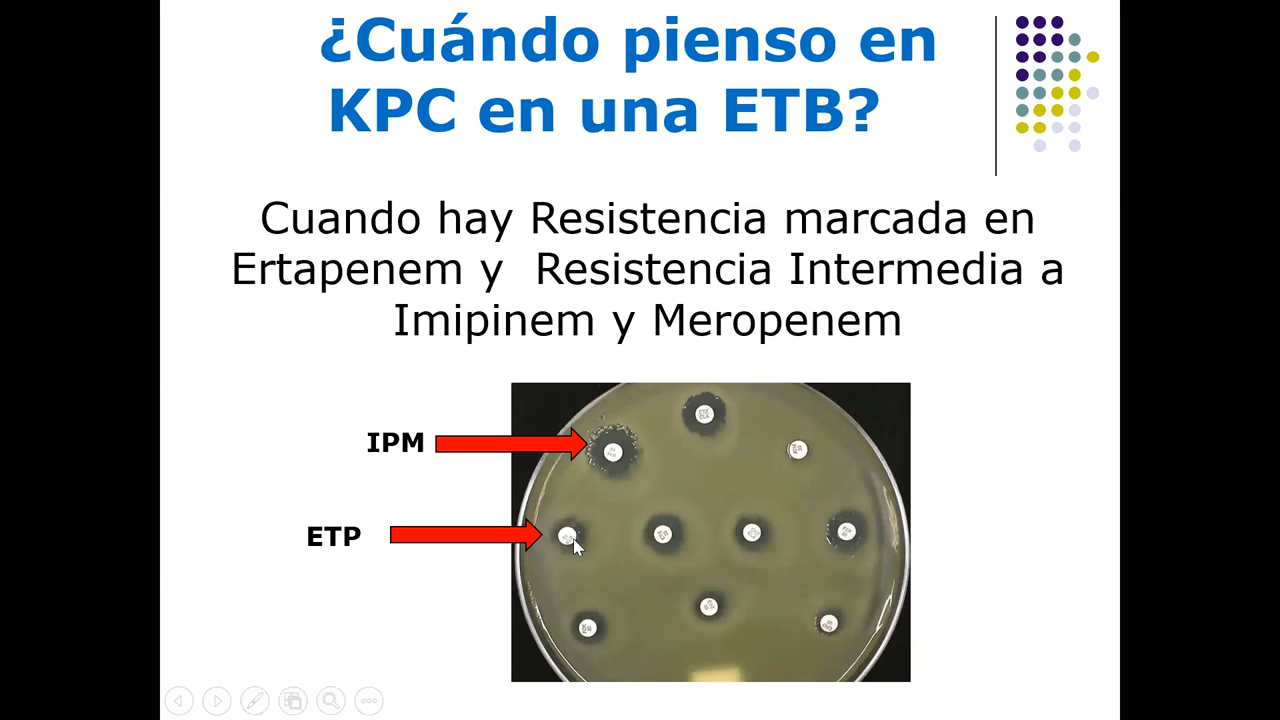 ¿Cuándo pienso en
KPC en una ETB?
Cuando hay Resistencia marcada en
Ertapenem y Resistencia Intermedia a
Imipinem y Meropenem
IPM
ETP